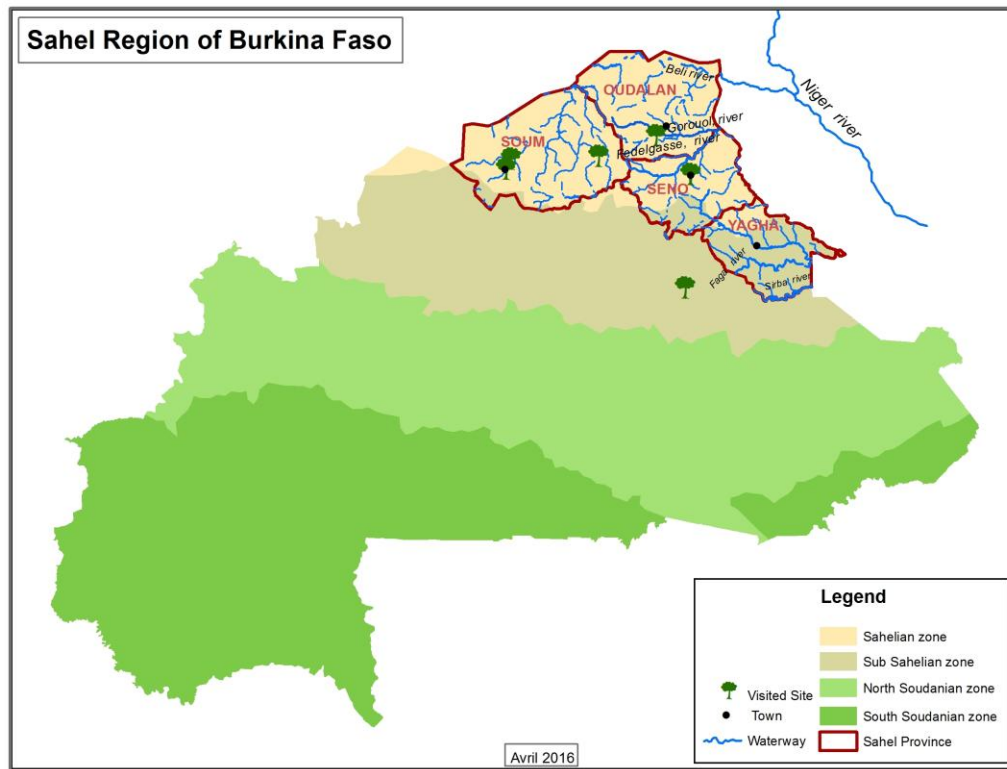 Sahel Region of Burkina Faso
Niger river
Beli river
OUDALAN
Gorouol river
SOUM
Fedelgasse, river
SENO
YAGHA
Faga river
Sirbal river
Legend
Sahelian zone
Sub Sahelian zone
North Soudanian zone
Visited Site
Town
South Soudanian zone
Waterway
Sahel Province
Avril 2016